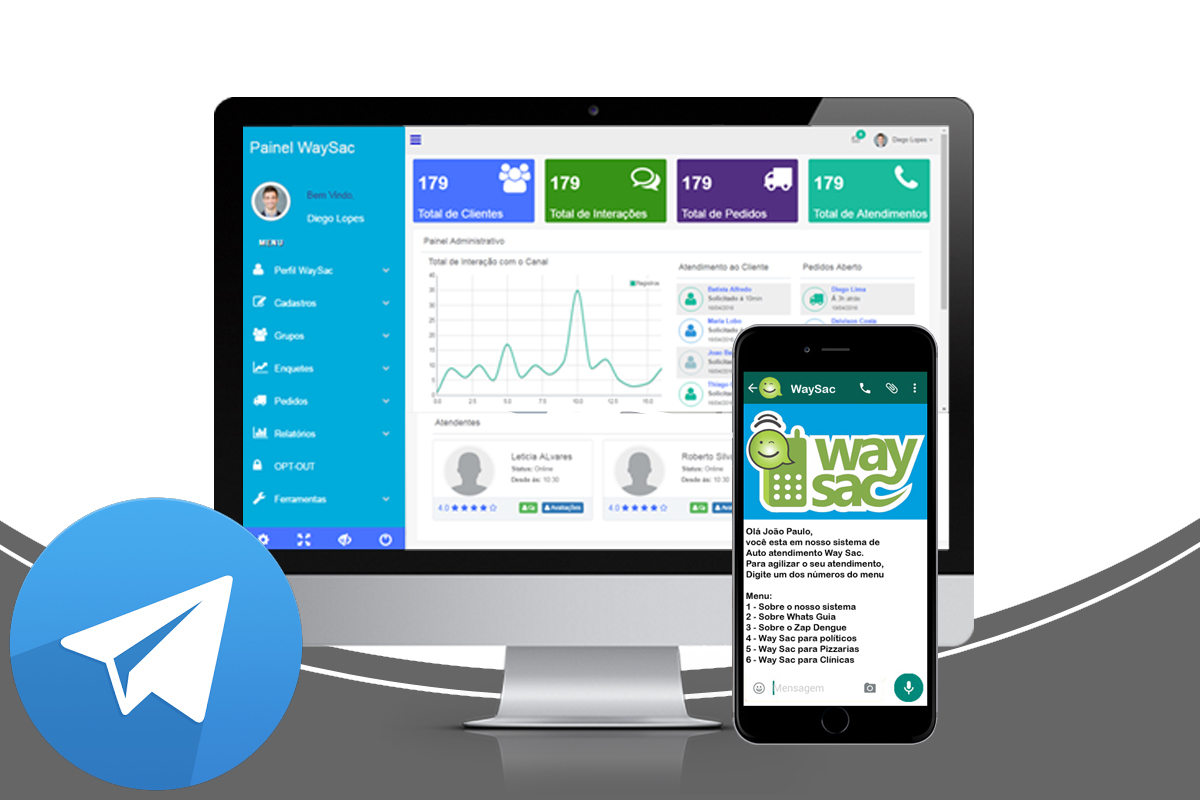 Painel WaySac
Bem Vindo,
Diego Lopes
MENU
Perfil WaySac
Cadastros
Grupos
Enquetes
Pedidos
Relatórios
OPT-OUT
Ferramentas
Diego Lopes
179
Total de Clientes
179
Total de Interações
179
Total de Pedidos
179
Total de Atendimentos
Painel Administrativo
Total de Interação com o Canal
Registros
40
35
30
25
20
15
10
5
0
0.0 2.5 5.0 7.5 10.0 12.5 15.0
Atendimento ao Cliente
Batista Alfredo
Solicitado á 10min
Maria Lobo
Solicitado
Solicitado
Thiago
Solicitado
Pedidos Aberto
Diego Lima
Á 3h atrás
Costa
Atendentes
Leticia ALvares
Status: Online
Desde às: 10:30
4.0
Avaliações
Roberto Silv
Status: Online
Desde às: 10:30
4.0
WaySac
way
sac
Olá João Paulo,
você esta em nosso sistema de
Auto atendimento Way Sac.
Para agilizar o seu atendimento,
Digite um dos números do menu
Menu:
1 - Sobre o nosso sistema
2 - Sobre Whats Guia
3 - Sobre o Zap Dengue
4 - Way Sac para políticos
5 - Way Sac para Pizzarias
6 - Way Sac para Clínicas
Mensagem